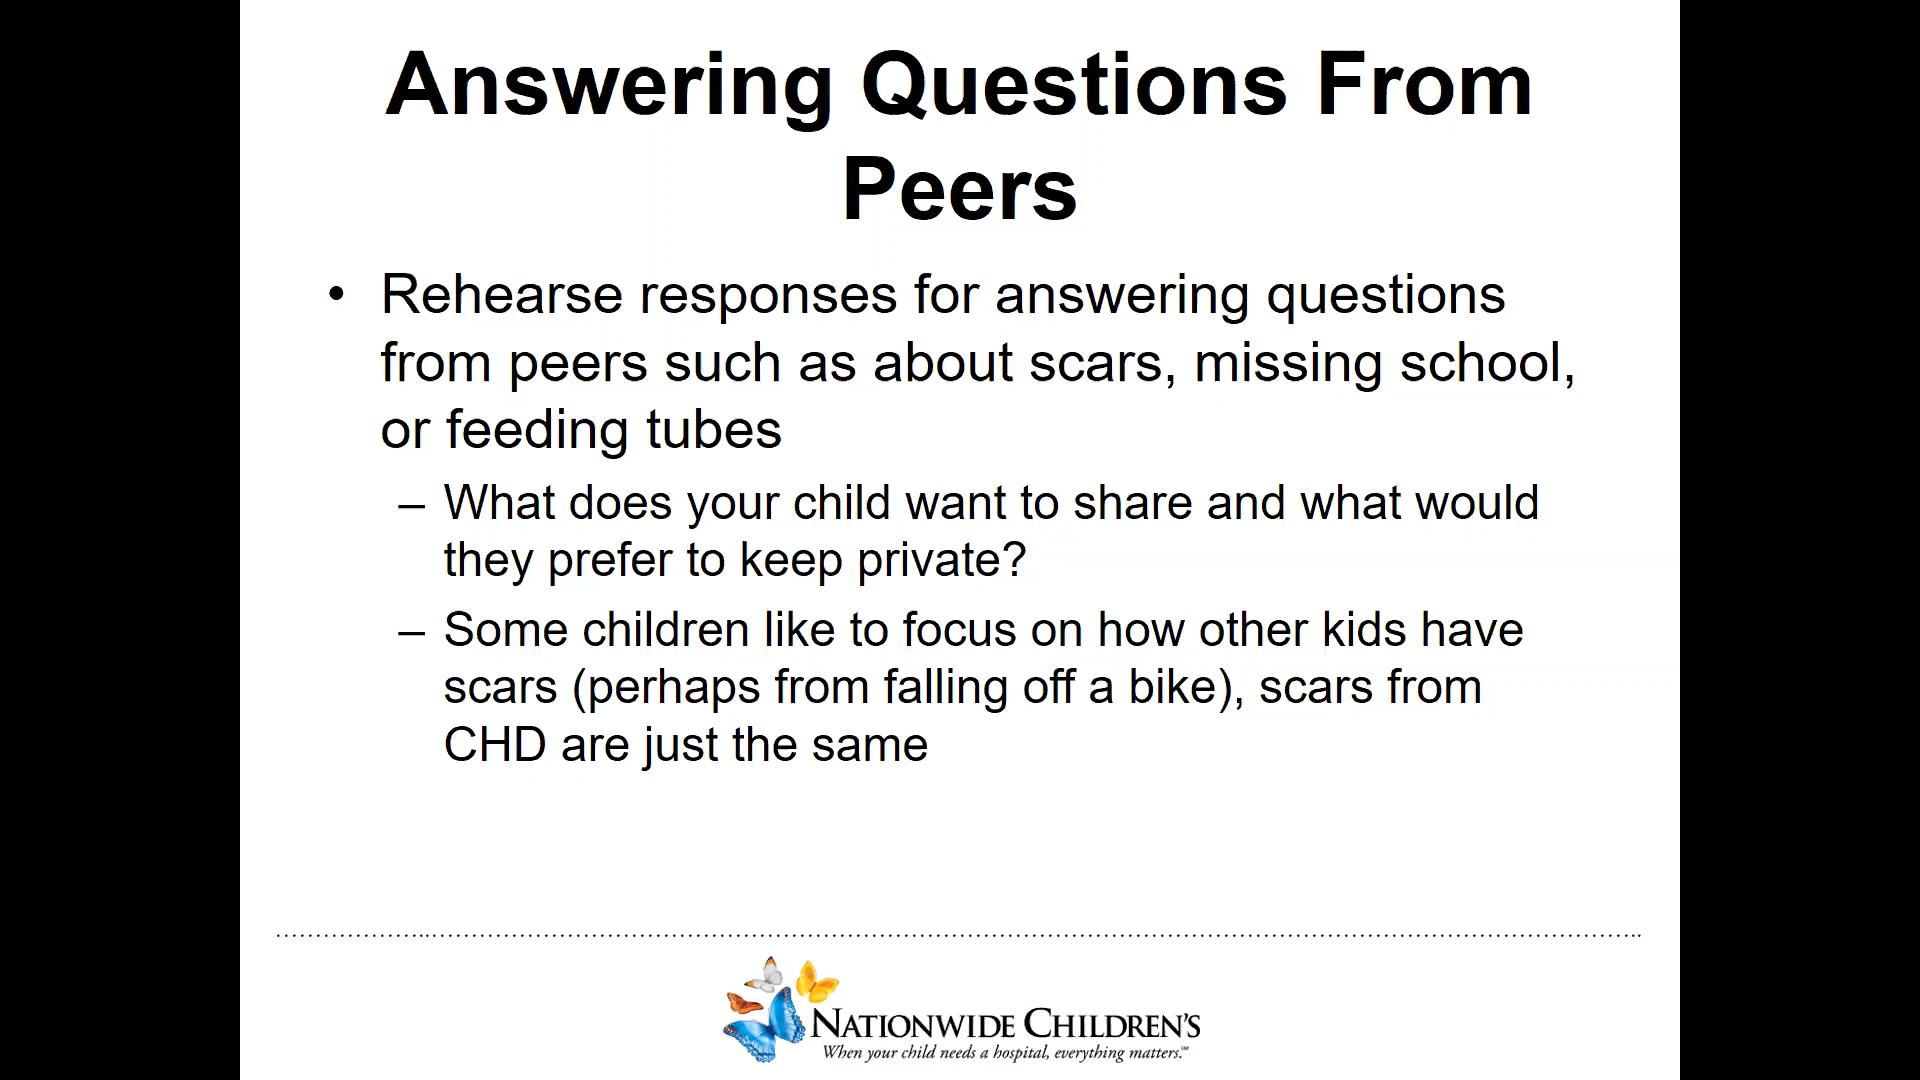 Answering Questions From
Peers
• Rehearse responses for answering questions
from peers such as about scars, missing school,
or feeding tubes
– What does your child want to share and what would
they prefer to keep private?
– Some children like to focus on how other kids have
scars (perhaps from falling off a bike), scars from
CHD are just the same
NATIONWIDE CHILDREN'S
When your child needs a hospital, everything matters.℠